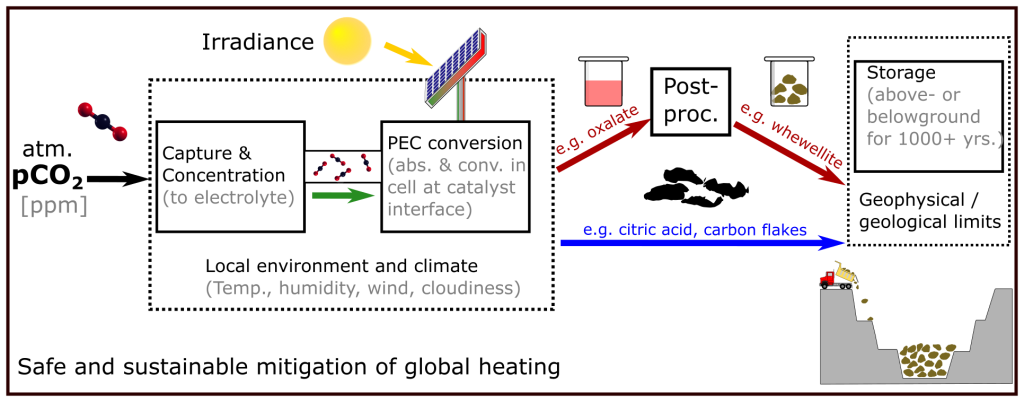 Irradiance
atm.
pCO₂
[ppm]
Capture &
Concentration
(to electrolyte)
PEC conversion
(abs. & conv. in
cell at catalyst
interface)
Local environment and climate
(Temp., humidity, wind, cloudiness)
e.g. oxalate
Post-
proc.
e.g. whewellite
e.g. citric acid, carbon flakes
Storage
(above- or
belowground
for 1000+ yrs.)
Geophysical /
geological limits
Safe and sustainable mitigation of global heating